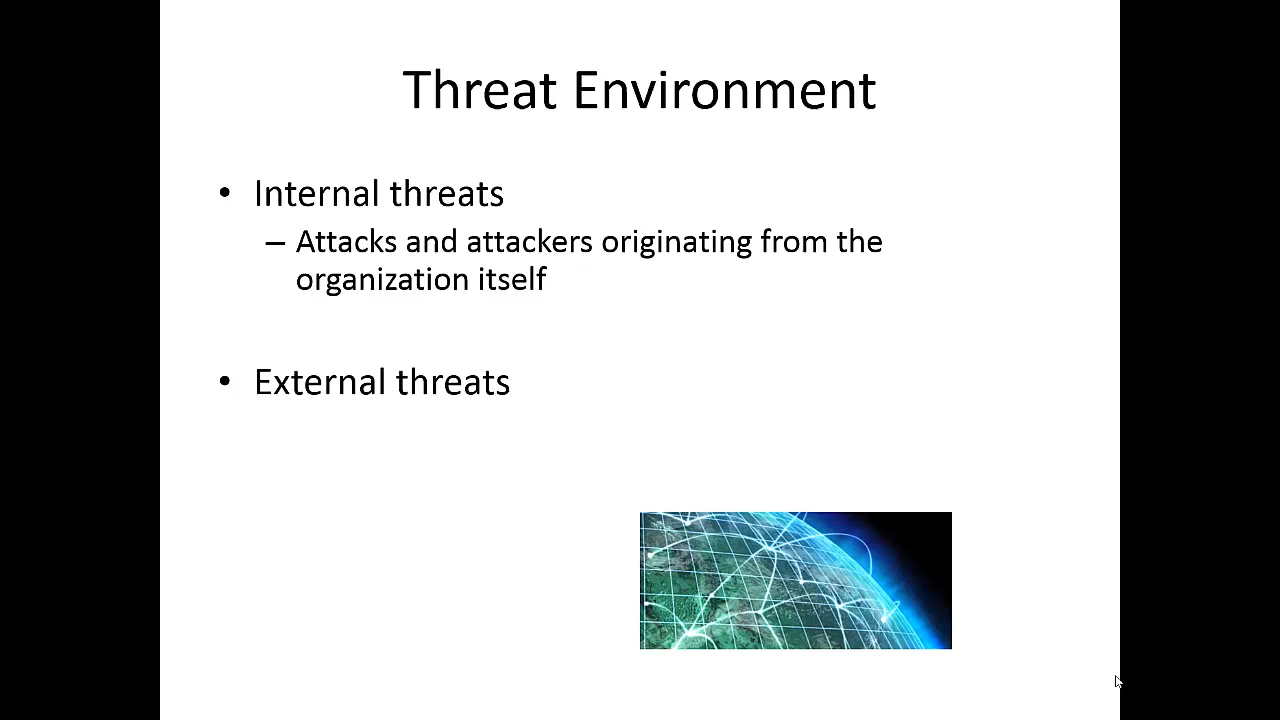 Threat Environment
• Internal threats
– Attacks and attackers originating from the
organization itself
• External threats